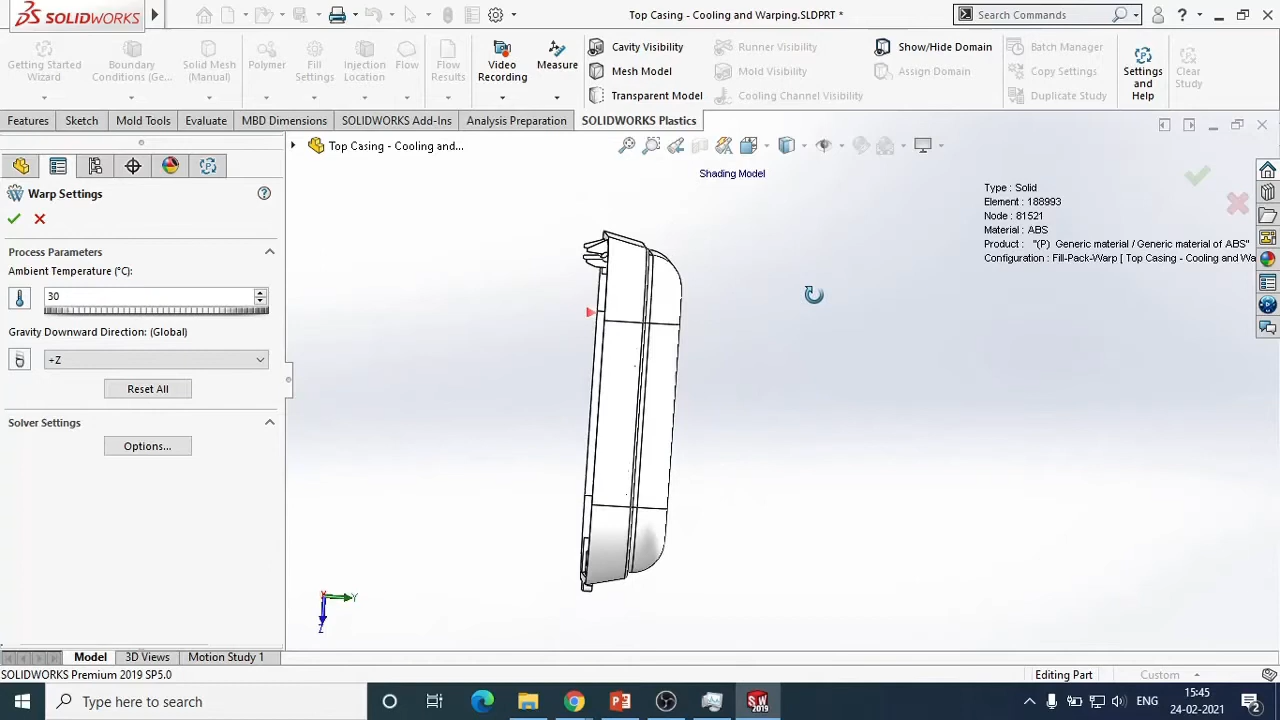 SOLIDWORKS
Top Casing - Cooling and Warping.SLDPRT *
Search Commands
Getting Started Wizard
Boundary Conditions (Ge...
Solid Mesh (Manual)
Polymer
Fill Settings
Injection Location
Flow
Flow Results
Video Recording
Measure
Cavity Visibility
Mesh Model
Transparent Model
Runner Visibility
Mold Visibility
Cooling Channel Visibility
Show/Hide Domain
Assign Domain
Batch Manager
Copy Settings
Duplicate Study
Settings and Help
Clear Study
Features
Sketch
Mold Tools
Evaluate
MBD Dimensions
SOLIDWORKS Add-Ins
Analysis Preparation
SOLIDWORKS Plastics
Top Casing - Cooling and...
Shading Model
Warp Settings
Process Parameters
Ambient Temperature (°C):
30
Gravity Downward Direction: (Global)
+Z
Reset All
Solver Settings
Options...
Type : Solid
Element : 188993
Node : 81521
Material : ABS
Product : "(P) Generic material / Generic material of ABS"
Configuration : Fill-Pack-Warp [ Top Casing - Cooling and Wa
Y
Z
Model
3D Views
Motion Study 1
SOLIDWORKS Premium 2019 SP5.0
Editing Part
Custom
Type here to search
SW
2019
ENG
15:45
24-02-2021
2